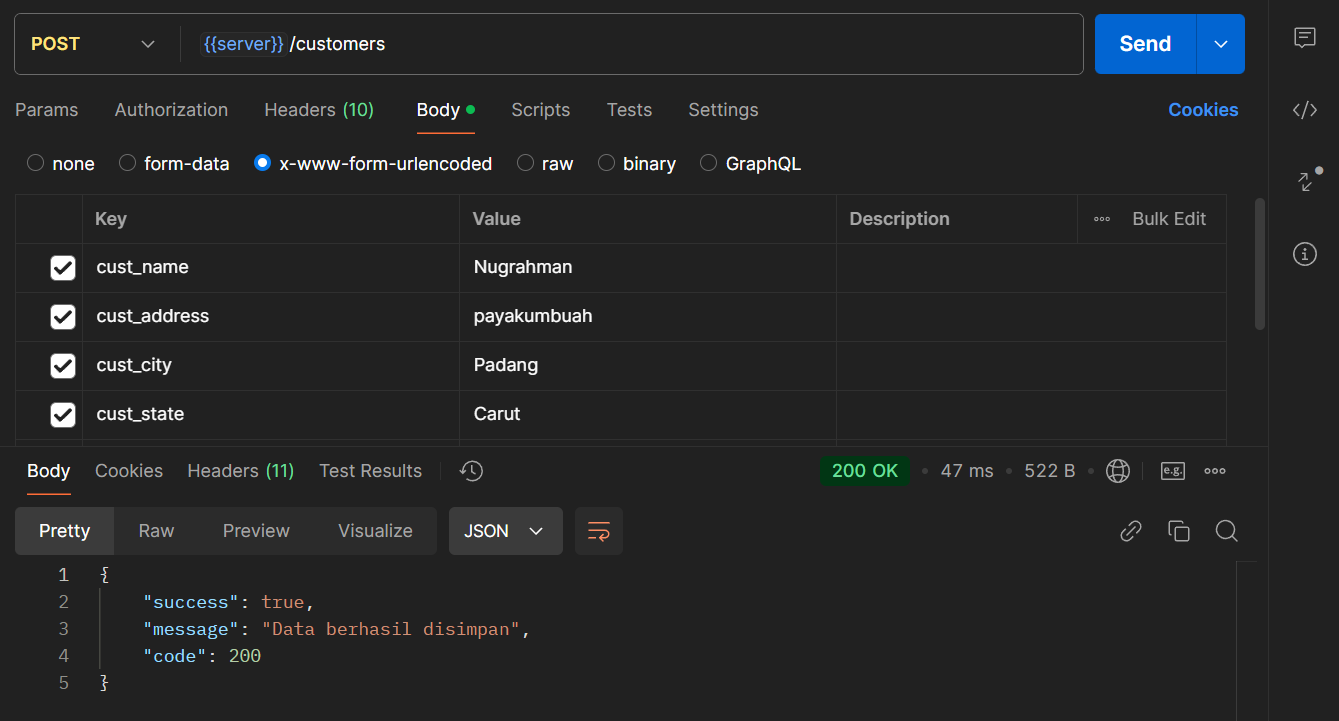 POST {{server}} /customers Send
Params Authorization Headers (10) Body Scripts Tests Settings Cookies
none form-data x-www-form-urlencoded raw binary GraphQL
Key Value Description Bulk Edit
cust_name Nugrahman
cust_address payakumbuah
cust_city Padang
cust_state Carut
Body Cookies Headers (11) Test Results 200 OK 47 ms 522 B e.g.
Pretty Raw Preview Visualize JSON
1 {
2 "success": true,
3 "message": "Data berhasil disimpan",
4 "code": 200
5 }